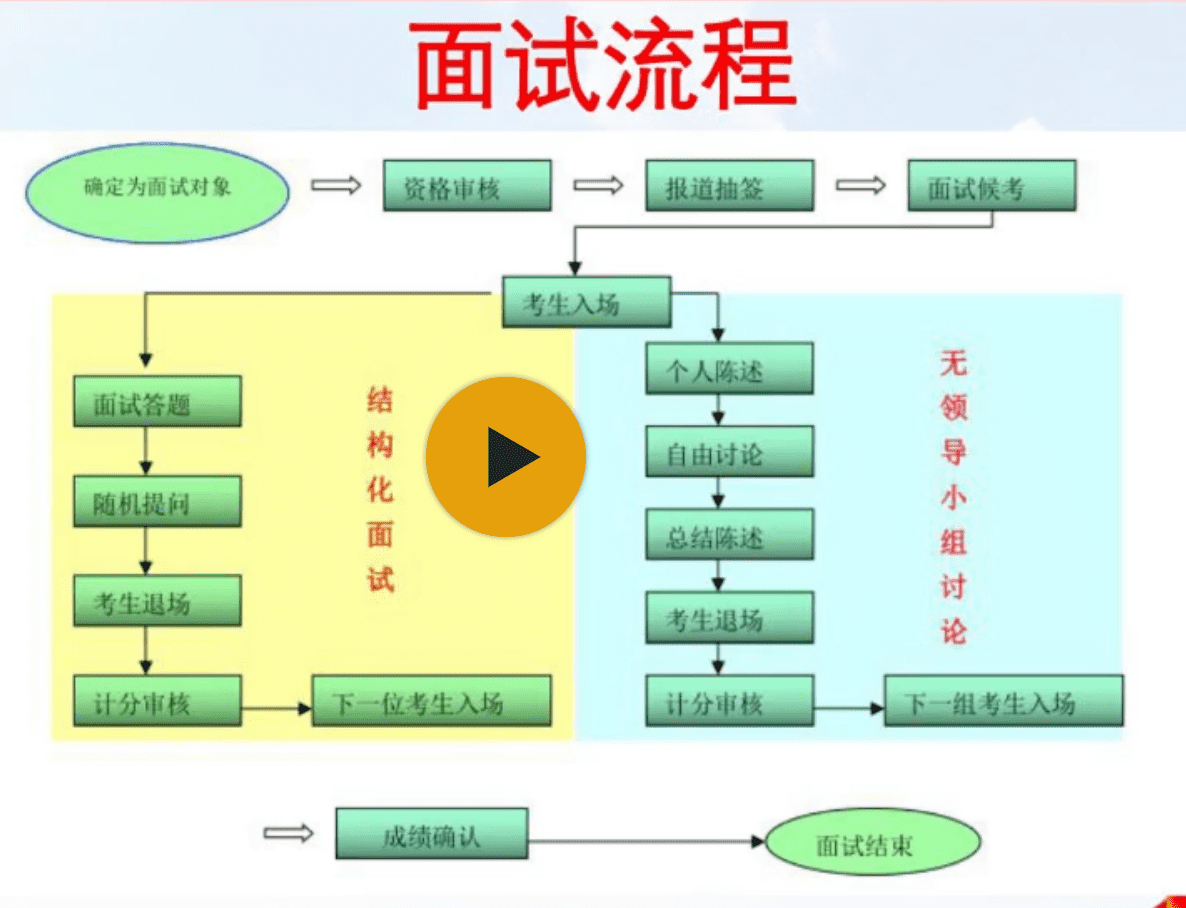 面试流程
确定为面试对象
资格审核
报道抽签
面试候考
考生入场
面试答题
随机提问
考生退场
计分审核
下一位考生入场
结构化面试
个人陈述
自由讨论
总结陈述
考生退场
计分审核
下一组考生入场
无领导小组讨论
成绩确认
面试结束